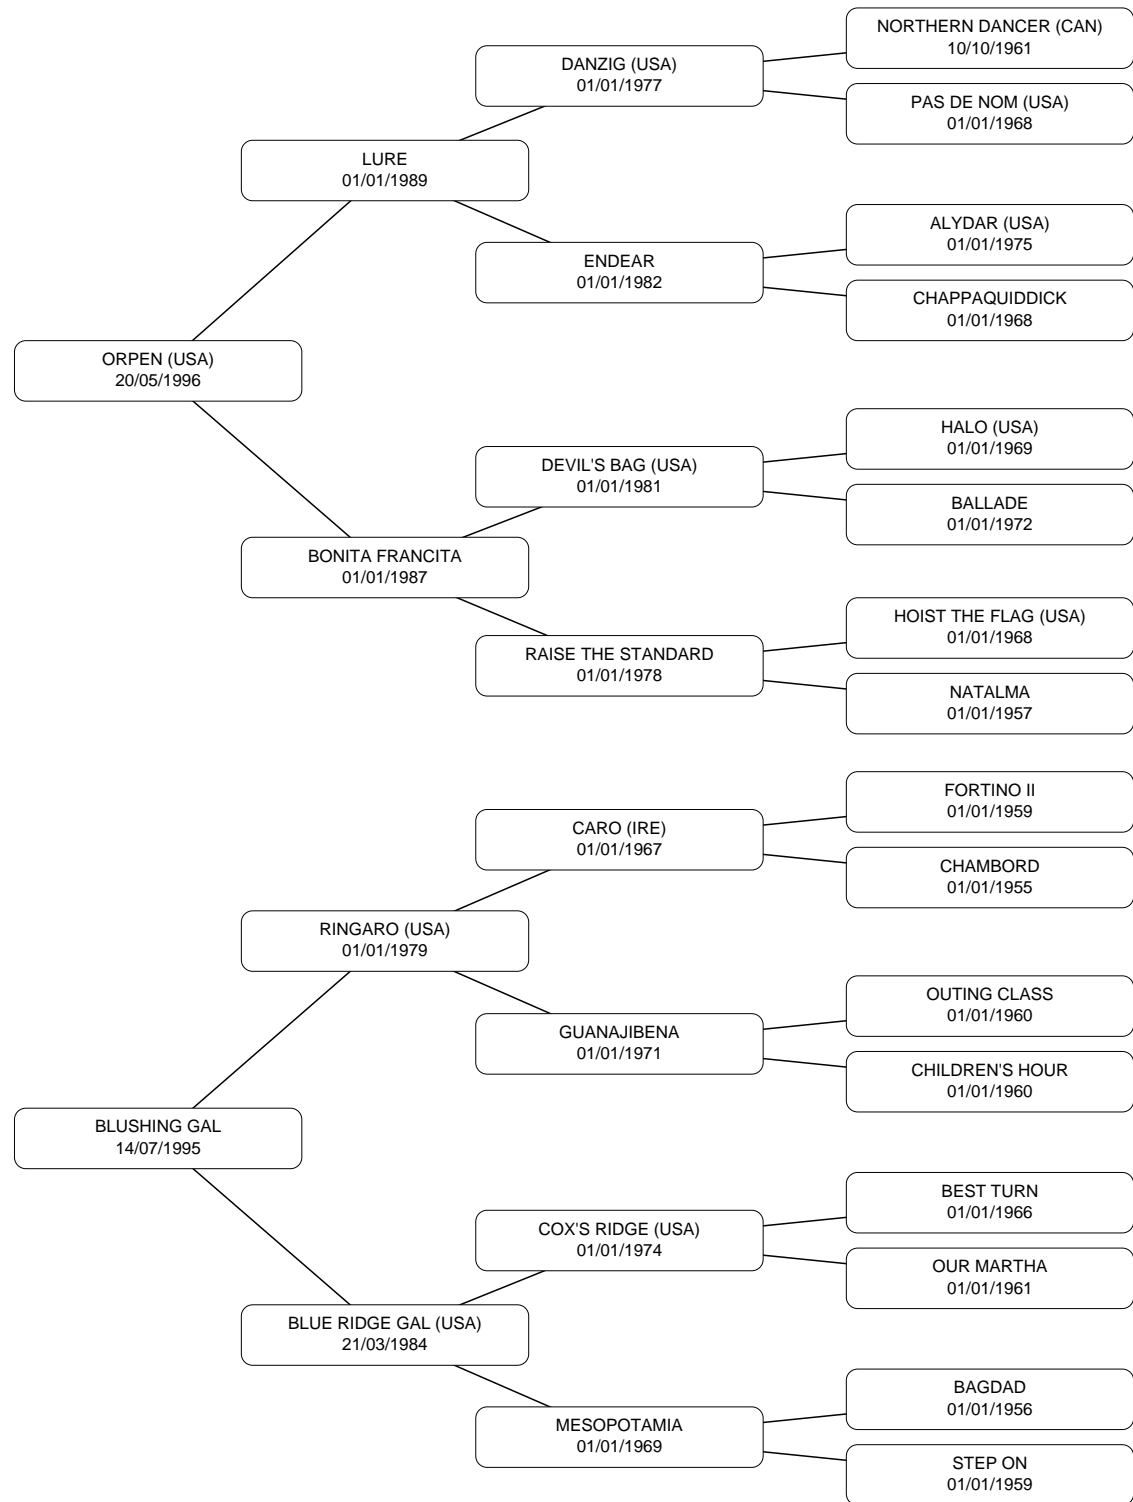 NORTHERN DANCER (CAN)
10/10/1961
DANZIG (USA)
01/01/1977
PAS DE NOM (USA)
01/01/1968
LURE
01/01/1989
ALYDAR (USA)
01/01/1975
ENDEAR
01/01/1982
CHAPPAQUIDDICK
01/01/1968
ORPEN (USA)
20/05/1996
HALO (USA)
01/01/1969
DEVIL'S BAG (USA)
01/01/1981
BALLADE
01/01/1972
BONITA FRANCITA
01/01/1987
HOIST THE FLAG (USA)
01/01/1968
RAISE THE STANDARD
01/01/1978
NATALMA
01/01/1957
FORTINO II
01/01/1959
CARO (IRE)
01/01/1967
CHAMBORD
01/01/1955
RINGARO (USA)
01/01/1979
OUTING CLASS
01/01/1960
GUANAJIBENA
01/01/1971
CHILDREN'S HOUR
01/01/1960
BLUSHING GAL
14/07/1995
BEST TURN
01/01/1966
COX'S RIDGE (USA)
01/01/1974
OUR MARTHA
01/01/1961
BLUE RIDGE GAL (USA)
21/03/1984
BAGDAD
01/01/1956
MESOPOTAMIA
01/01/1969
STEP ON
01/01/1959